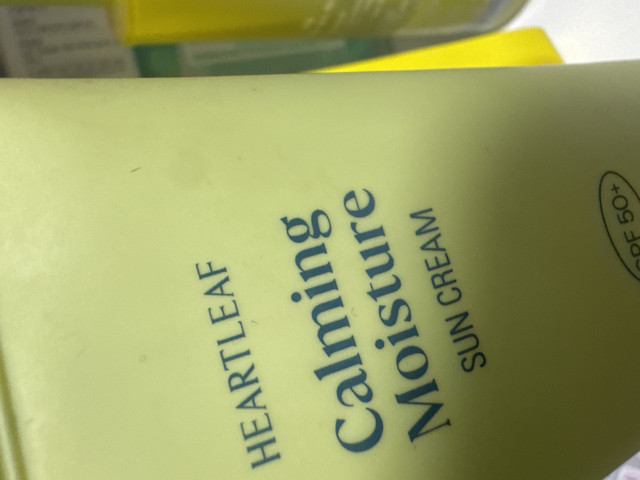 HEARTLEAF
Calming
Moisture
SUN CREAM
SPF 50+